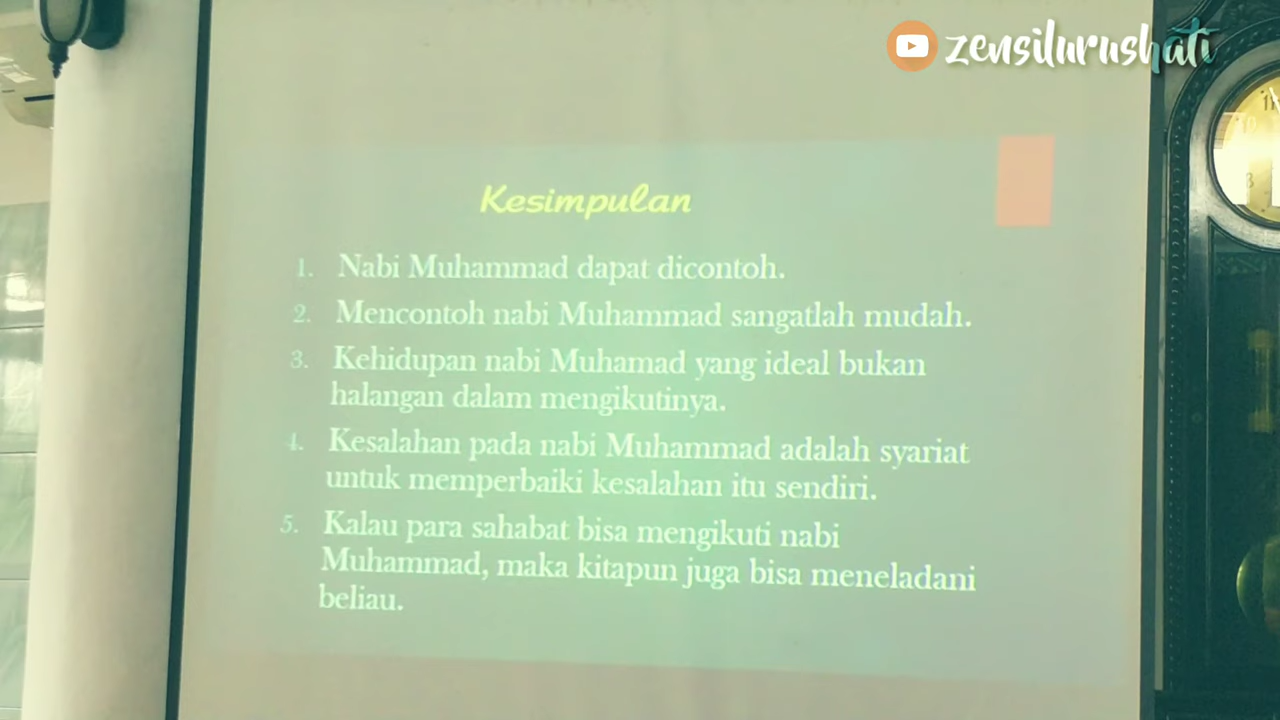 zensilurushati
Kesimpulan
1. Nabi Muhammad dapat dicontoh.
2. Mencontoh nabi Muhammad sangatlah mudah.
3. Kehidupan nabi Muhamad yang ideal bukan
halangan dalam mengikutinya.
4. Kesalahan pada nabi Muhammad adalah syariat
untuk memperbaiki kesalahan itu sendiri.
5. Kalau para sahabat bisa mengikuti nabi
Muhammad, maka kitapun juga bisa meneladani
beliau.